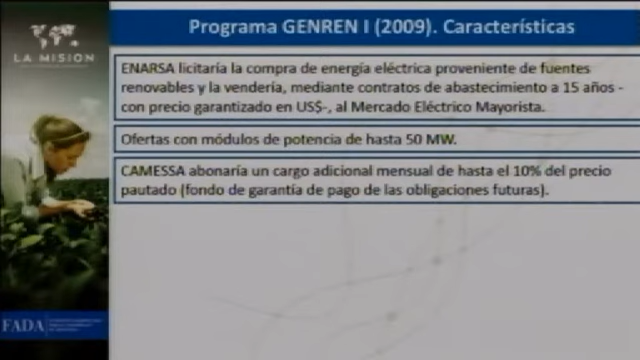 Programa GENREN I (2009). Características
LA MISION
ENARSA licitaría la compra de energía eléctrica proveniente de fuentes
renovables y la vendería, mediante contratos de abastecimiento a 15 años -
con precio garantizado en US$-, al Mercado Eléctrico Mayorista.
Ofertas con módulos de potencia de hasta 50 MW.
CAMESSA abonaría un cargo adicional mensual de hasta el 10% del precio
pautado (fondo de garantía de pago de las obligaciones futuras).
FADA